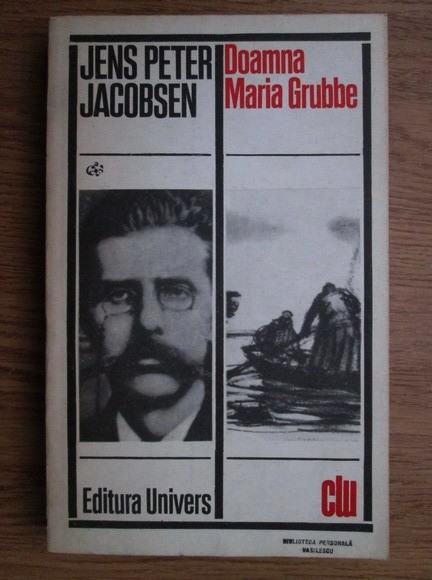 JENS PETER
JACOBSEN
Doamna
Maria Grubbe
Editura Univers
clu
BIBLIOTECA PERSONALĂ
VASILESCU